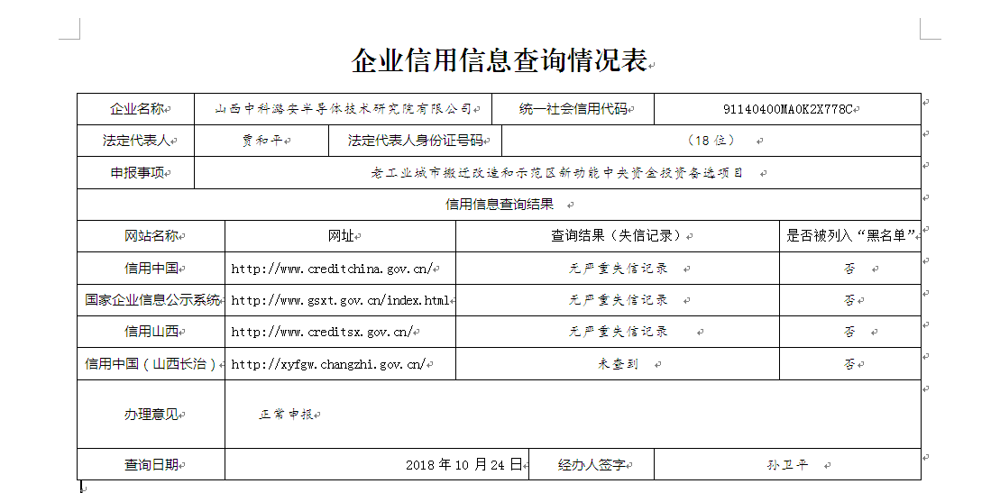 企业信用信息查询情况表
企业名称 山西中科潞安半导体技术研究院有限公司 统一社会信用代码 91140400MA0K2X778C
法定代表人 贾和平 法定代表人身份证号码 （18 位）
申报事项 老工业城市搬迁改造和示范区新动能中央资金投资备选项目
信用信息查询结果
网站名称 网址 查询结果（失信记录） 是否被列入“黑名单”
信用中国 http://www.creditchina.gov.cn/ 无严重失信记录 否
国家企业信息公示系统 http://www.gsxt.gov.cn/index.html 无严重失信记录 否
信用山西 http://www.creditsx.gov.cn/ 无严重失信记录 否
信用中国（山西长治） http://xyfgw.changzhi.gov.cn/ 未查到 否
办理意见 正常申报
查询日期 2018 年 10 月 24 日 经办人签字 孙卫平